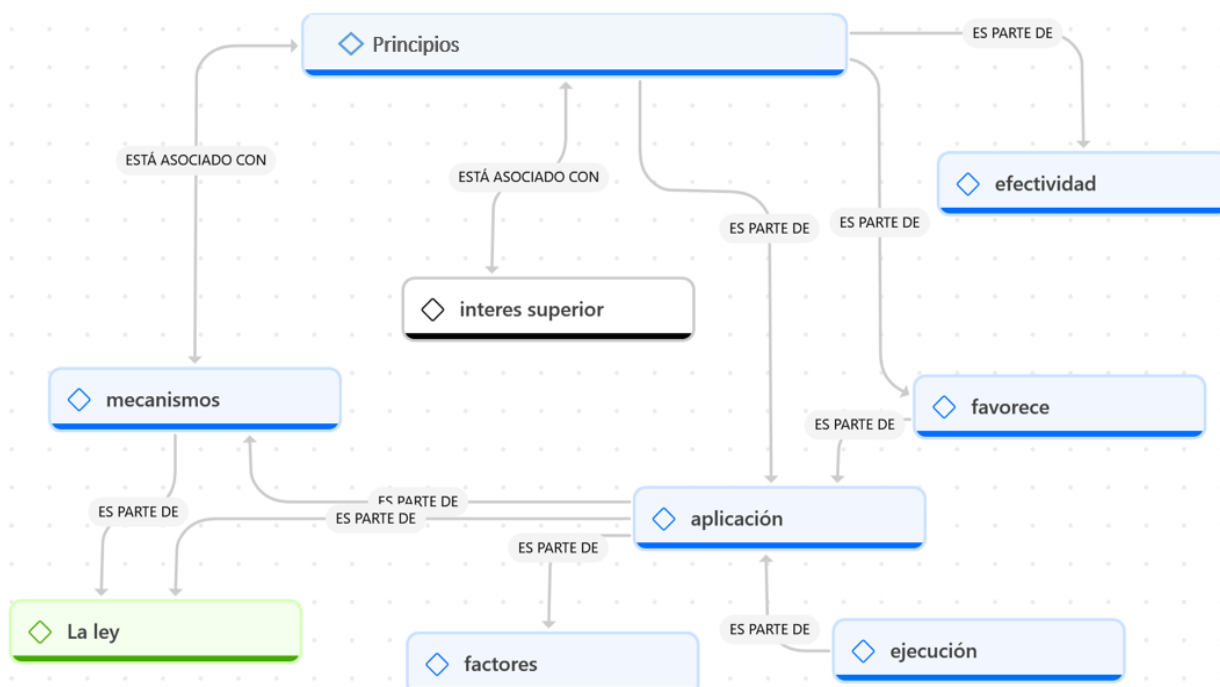 Principios
ES PARTE DE
ESTÁ ASOCIADO CON
ESTÁ ASOCIADO CON
efectividad
ES PARTE DE
ES PARTE DE
interes superior
mecanismos
favorece
ES PARTE DE
ES PARTE DE
ES PARTE DE
ES PARTE DE
aplicación
ES PARTE DE
La ley
ES PARTE DE
ejecución
factores